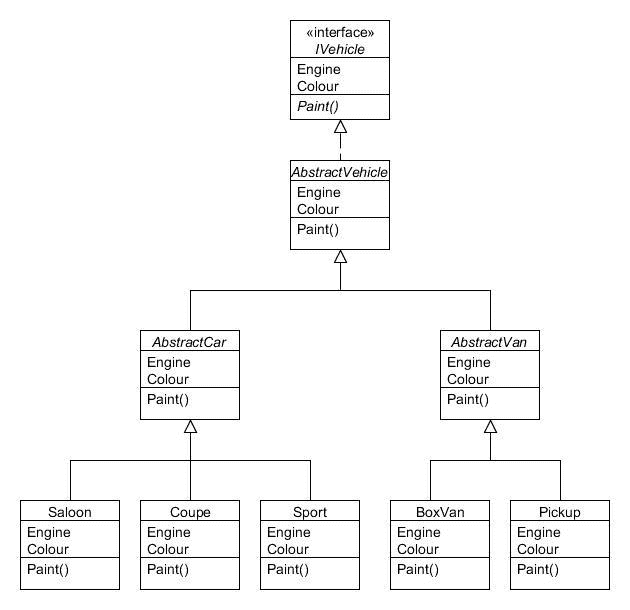 «interface»
IVehicle
Engine
Colour
Paint()
AbstractVehicle
Engine
Colour
Paint()
AbstractCar
Engine
Colour
Paint()
AbstractVan
Engine
Colour
Paint()
Saloon
Engine
Colour
Paint()
Coupe
Engine
Colour
Paint()
Sport
Engine
Colour
Paint()
BoxVan
Engine
Colour
Paint()
Pickup
Engine
Colour
Paint()